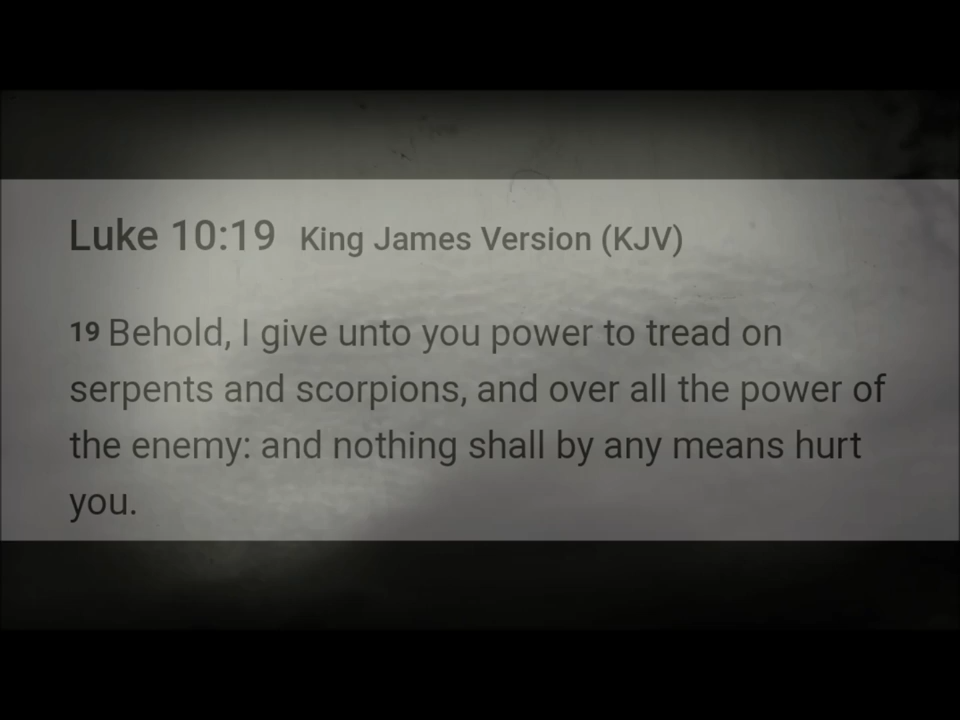 Luke 10:19 King James Version (KJV)
19 Behold, I give unto you power to tread on
serpents and scorpions, and over all the power of
the enemy: and nothing shall by any means hurt
you.